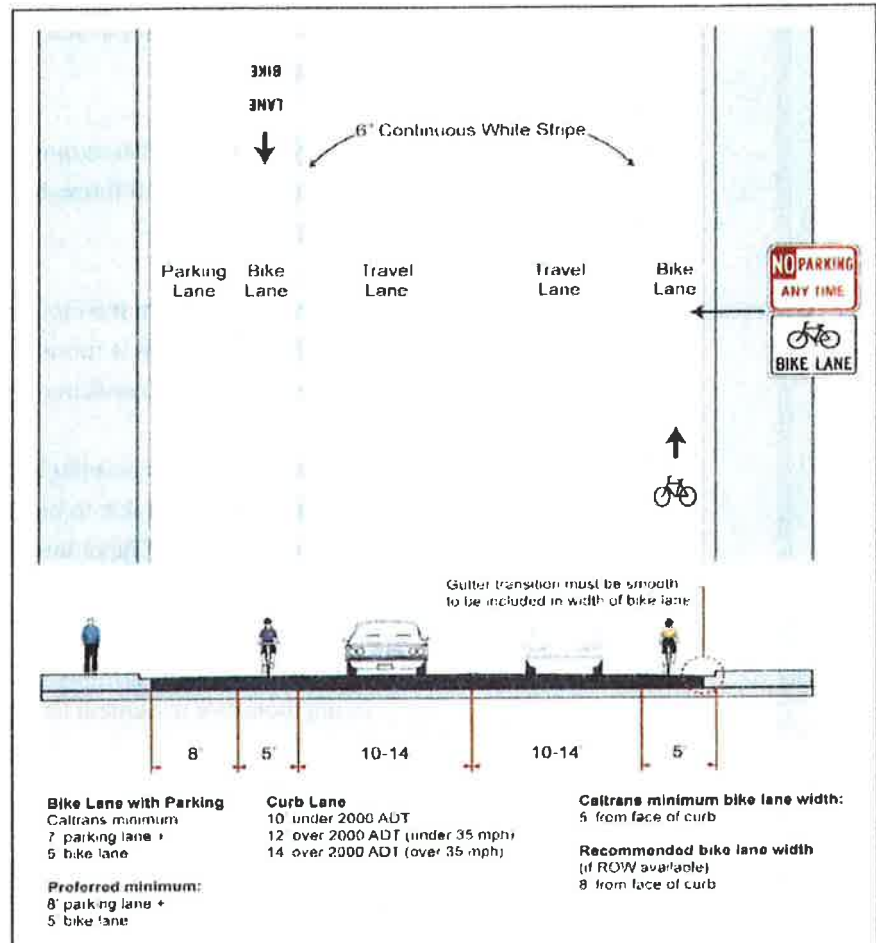 BIKE
LANE
6" Continuous White Stripe
Parking Lane
Bike Lane
Travel Lane
Travel Lane
Bike Lane
NO PARKING
ANY TIME
BIKE LANE
Gutter transition must be smooth
to be included in width of bike lane
8'
5'
10-14
10-14'
5'
Bike Lane with Parking
Caltrans minimum
7 parking lane +
5 bike lane
Preferred minimum:
8' parking lane +
5' bike lane
Curb Lane
10' under 2000 ADT
12 over 2000 ADT (under 35 mph)
14 over 2000 ADT (over 35 mph)
Caltrans minimum bike lane width:
5 from face of curb
Recommended bike lane width
(if ROW available)
8 from face of curb